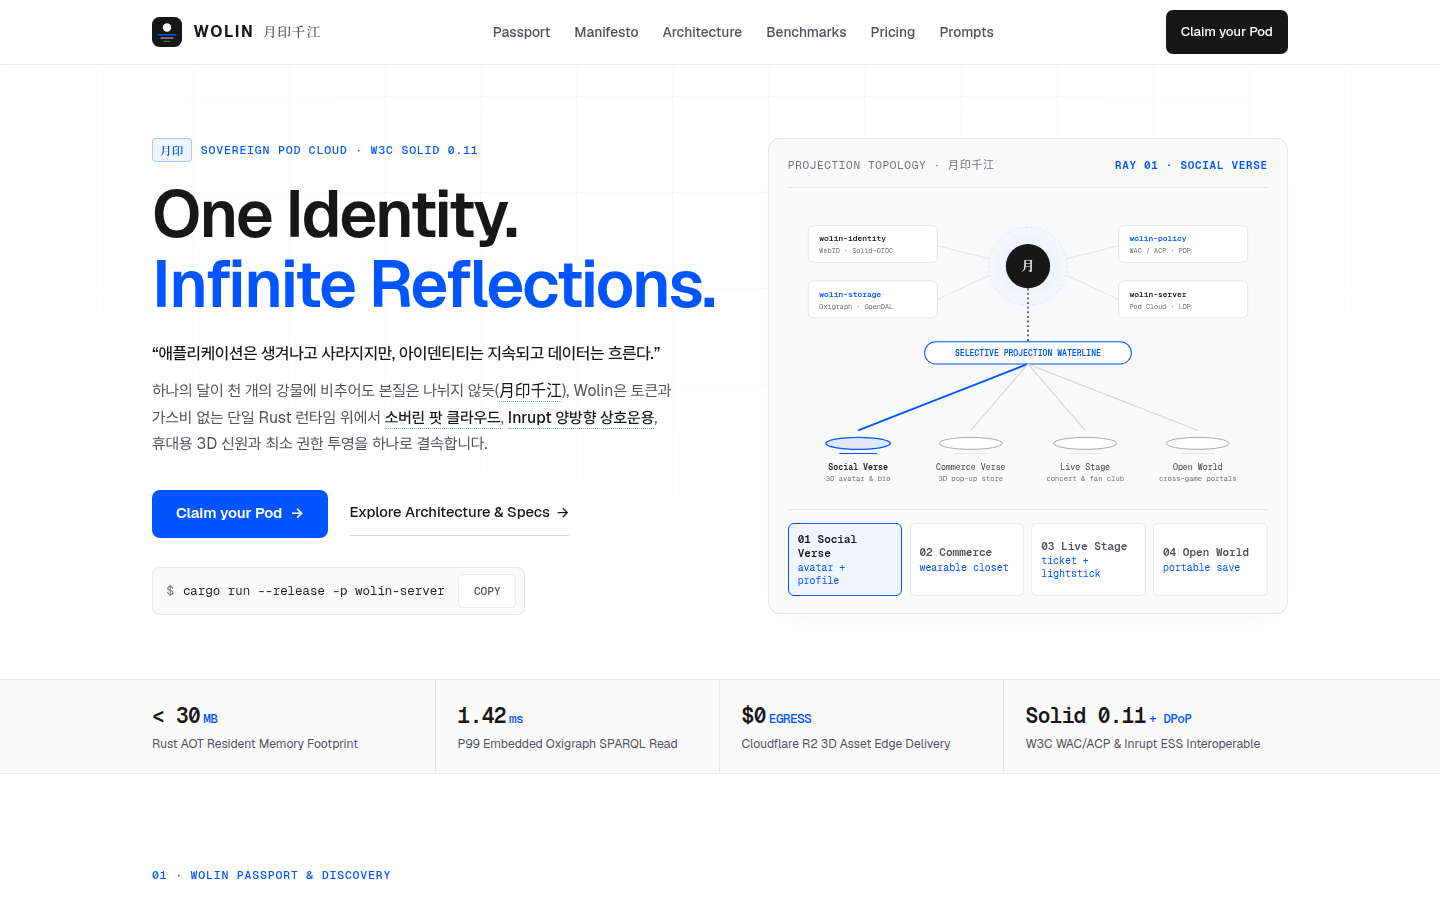 WOLIN 月印千江
Passport
Manifesto
Architecture
Benchmarks
Pricing
Prompts
Claim your Pod
月印 SOVEREIGN POD CLOUD · W3C SOLID 0.11
One Identity.
Infinite Reflections.
“애플리케이션은 생겨나고 사라지지만, 아이덴티티는 지속되고 데이터는 흐른다.”
하나의 달이 천 개의 강물에 비추어도 본질은 나뉘지 않듯(月印千江), Wolin은 토큰과
가스비 없는 단일 Rust 런타임 위에서 소버린 팟 클라우드, Inrupt 양방향 상호운용,
휴대용 3D 신원과 최소 권한 투영을 하나로 결속합니다.
Claim your Pod →
Explore Architecture & Specs →
$ cargo run --release -p wolin-server
COPY
PROJECTION TOPOLOGY · 月印千江
RAY 01 · SOCIAL VERSE
wolin-identity
WebID · Solid-OIDC
wolin-policy
WAC / ACP · PDP
月
wolin-storage
Oxigraph · OpenDAL
wolin-server
Pod Cloud · LDP
SELECTIVE PROJECTION WATERLINE
Social Verse
3D avatar & bio
Commerce Verse
3D pop-up store
Live Stage
concert & fan club
Open World
cross-game portals
01 Social
Verse
avatar +
profile
02 Commerce
wearable closet
03 Live Stage
ticket +
lightstick
04 Open World
portable save
< 30 MB
Rust AOT Resident Memory Footprint
1.42 ms
P99 Embedded Oxigraph SPARQL Read
$0 EGRESS
Cloudflare R2 3D Asset Edge Delivery
Solid 0.11 + DPoP
W3C WAC/ACP & Inrupt ESS Interoperable
01 · WOLIN PASSPORT & DISCOVERY